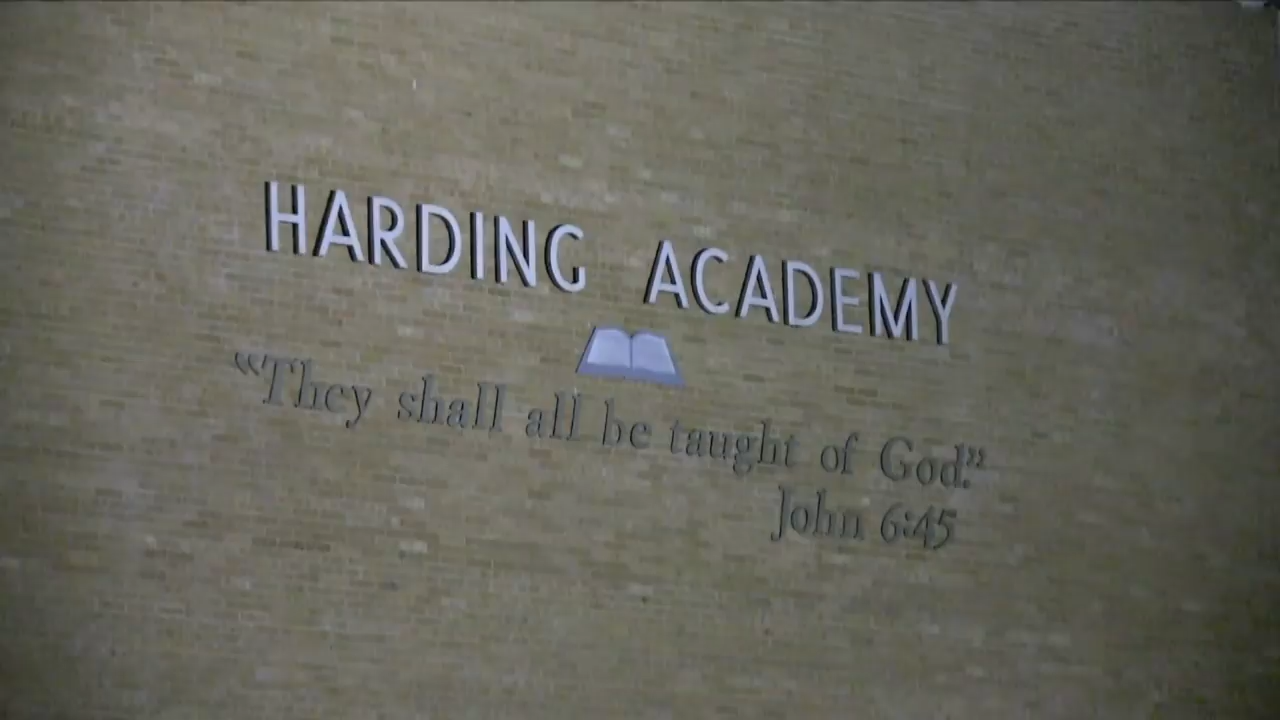 HARDING ACADEMY
“They shall all be taught of God.”
John 6:45